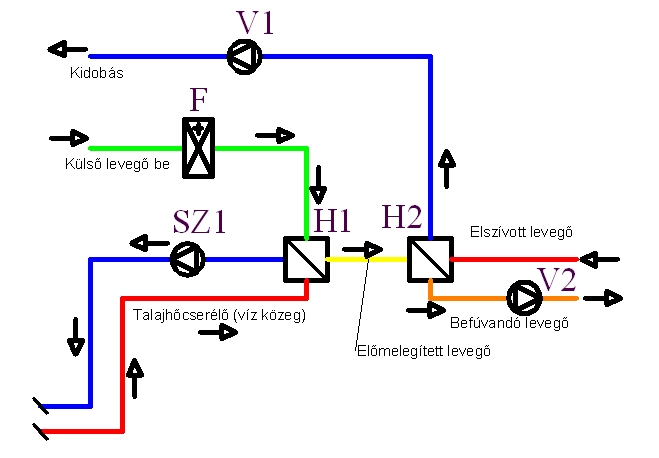 V1
Kidobás
F
Külső levegő be
SZ1
H1
H2
Elszívott levegő
V2
Talajhőcserélő (víz közeg)
Befúvandó levegő
Előmelegített levegő